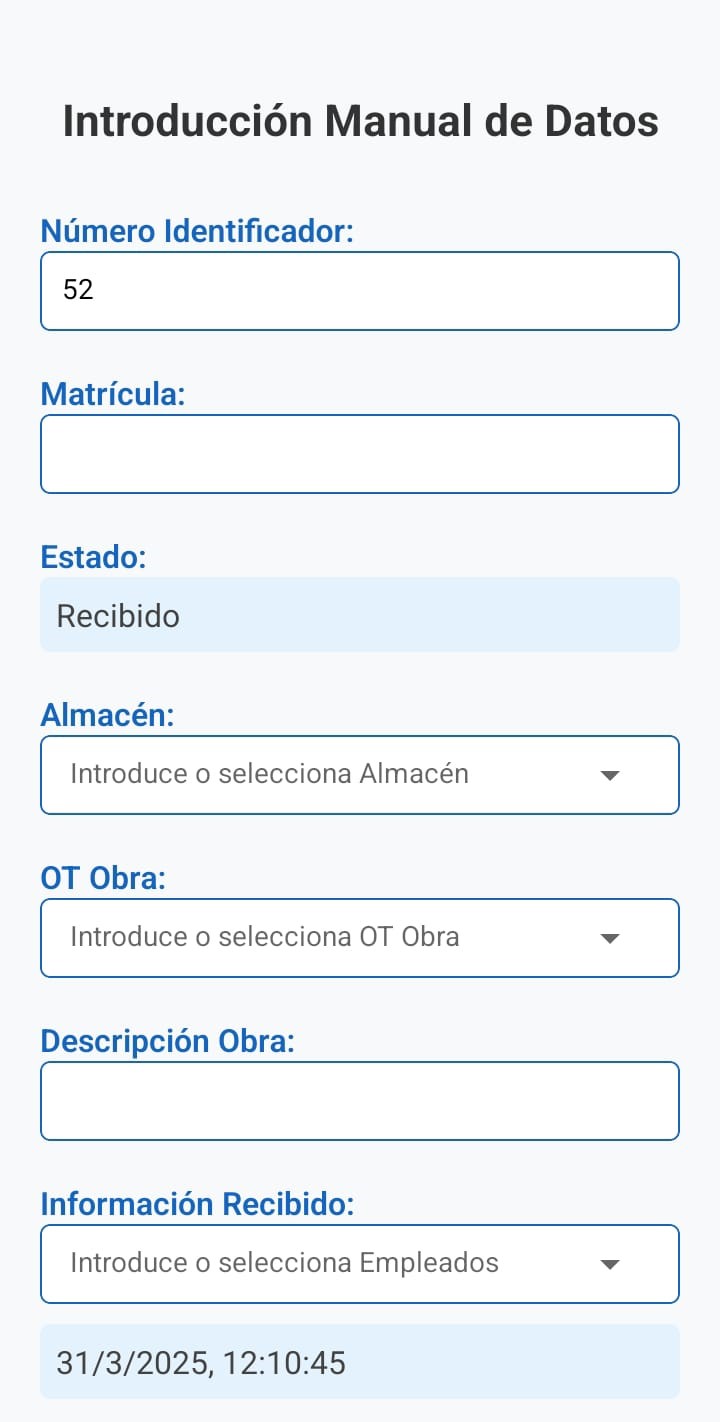 Introducción Manual de Datos
Número Identificador:
52
Matrícula:
Estado:
Recibido
Almacén:
Introduce o selecciona Almacén
OT Obra:
Introduce o selecciona OT Obra
Descripción Obra:
Información Recibido:
Introduce o selecciona Empleados
31/3/2025, 12:10:45